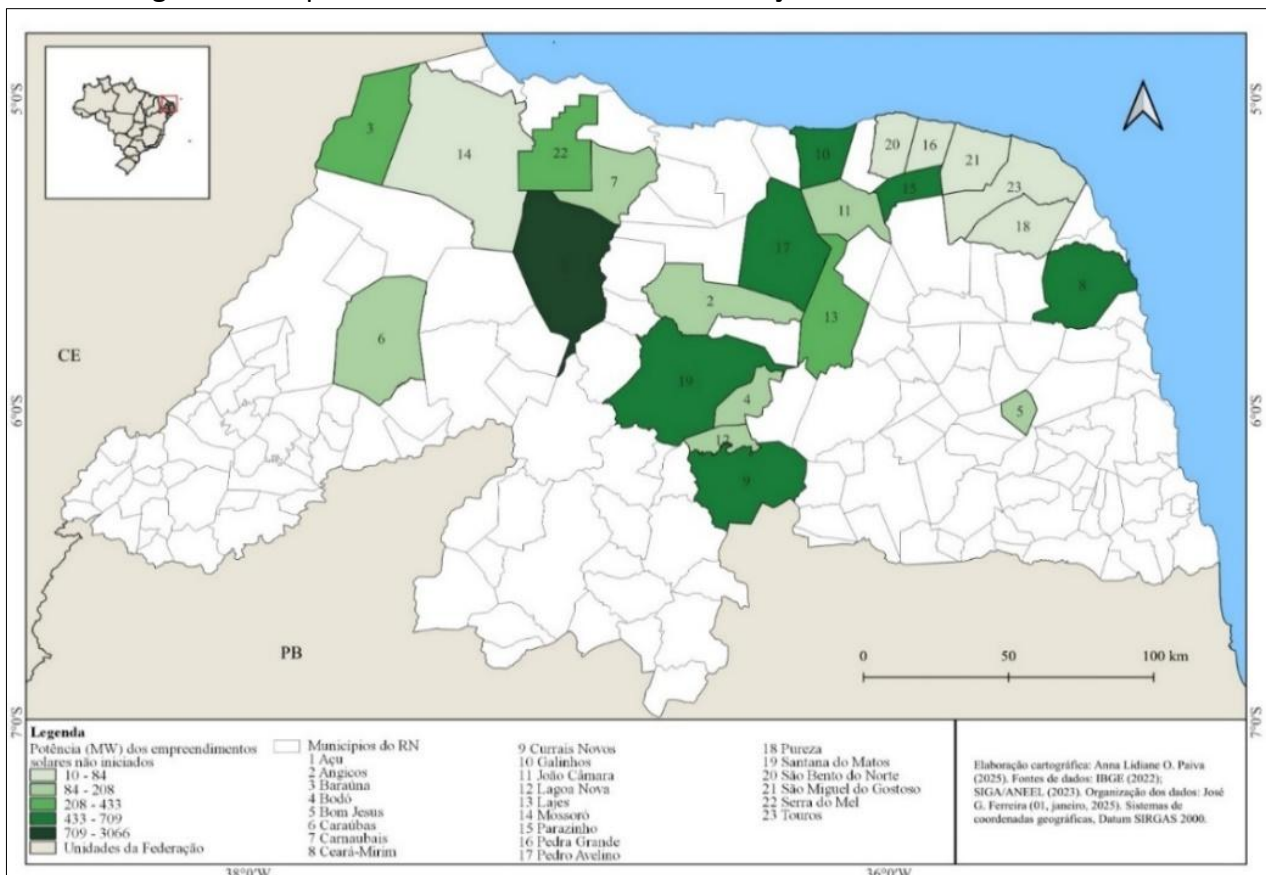 5°0'S
5°0'S
3
14
22
7
10
20
16
21
15
23
11
18
17
8
2
13
6
CE
19
4
5
12
9
6°0'S
6°0'S
PB
0 50 100 km
7°0'S
7°0'S
Legenda
Potência (MW) dos empreendimentos
solares não iniciados
10 - 84
84 - 208
208 - 433
433 - 709
709 - 3066
Unidades da Federação
Municípios do RN
1 Açu
2 Angicos
3 Baraúna
4 Bodó
5 Bom Jesus
6 Caraúbas
7 Carnaubais
8 Ceará-Mirim
9 Currais Novos
10 Galinhos
11 João Câmara
12 Lagoa Nova
13 Lajes
14 Mossoró
15 Parazinho
16 Pedra Grande
17 Pedro Avelino
18 Pureza
19 Santana do Matos
20 São Bento do Norte
21 São Miguel do Gostoso
22 Serra do Mel
23 Touros
Elaboração cartográfica: Anna Lidiane O. Paiva
(2025). Fontes de dados: IBGE (2022);
SIGA/ANEEL (2023). Organização dos dados: José
G. Ferreira (01, janeiro, 2025). Sistemas de
coordenadas geográficas, Datum SIRGAS 2000.
38°0'W
36°0'W